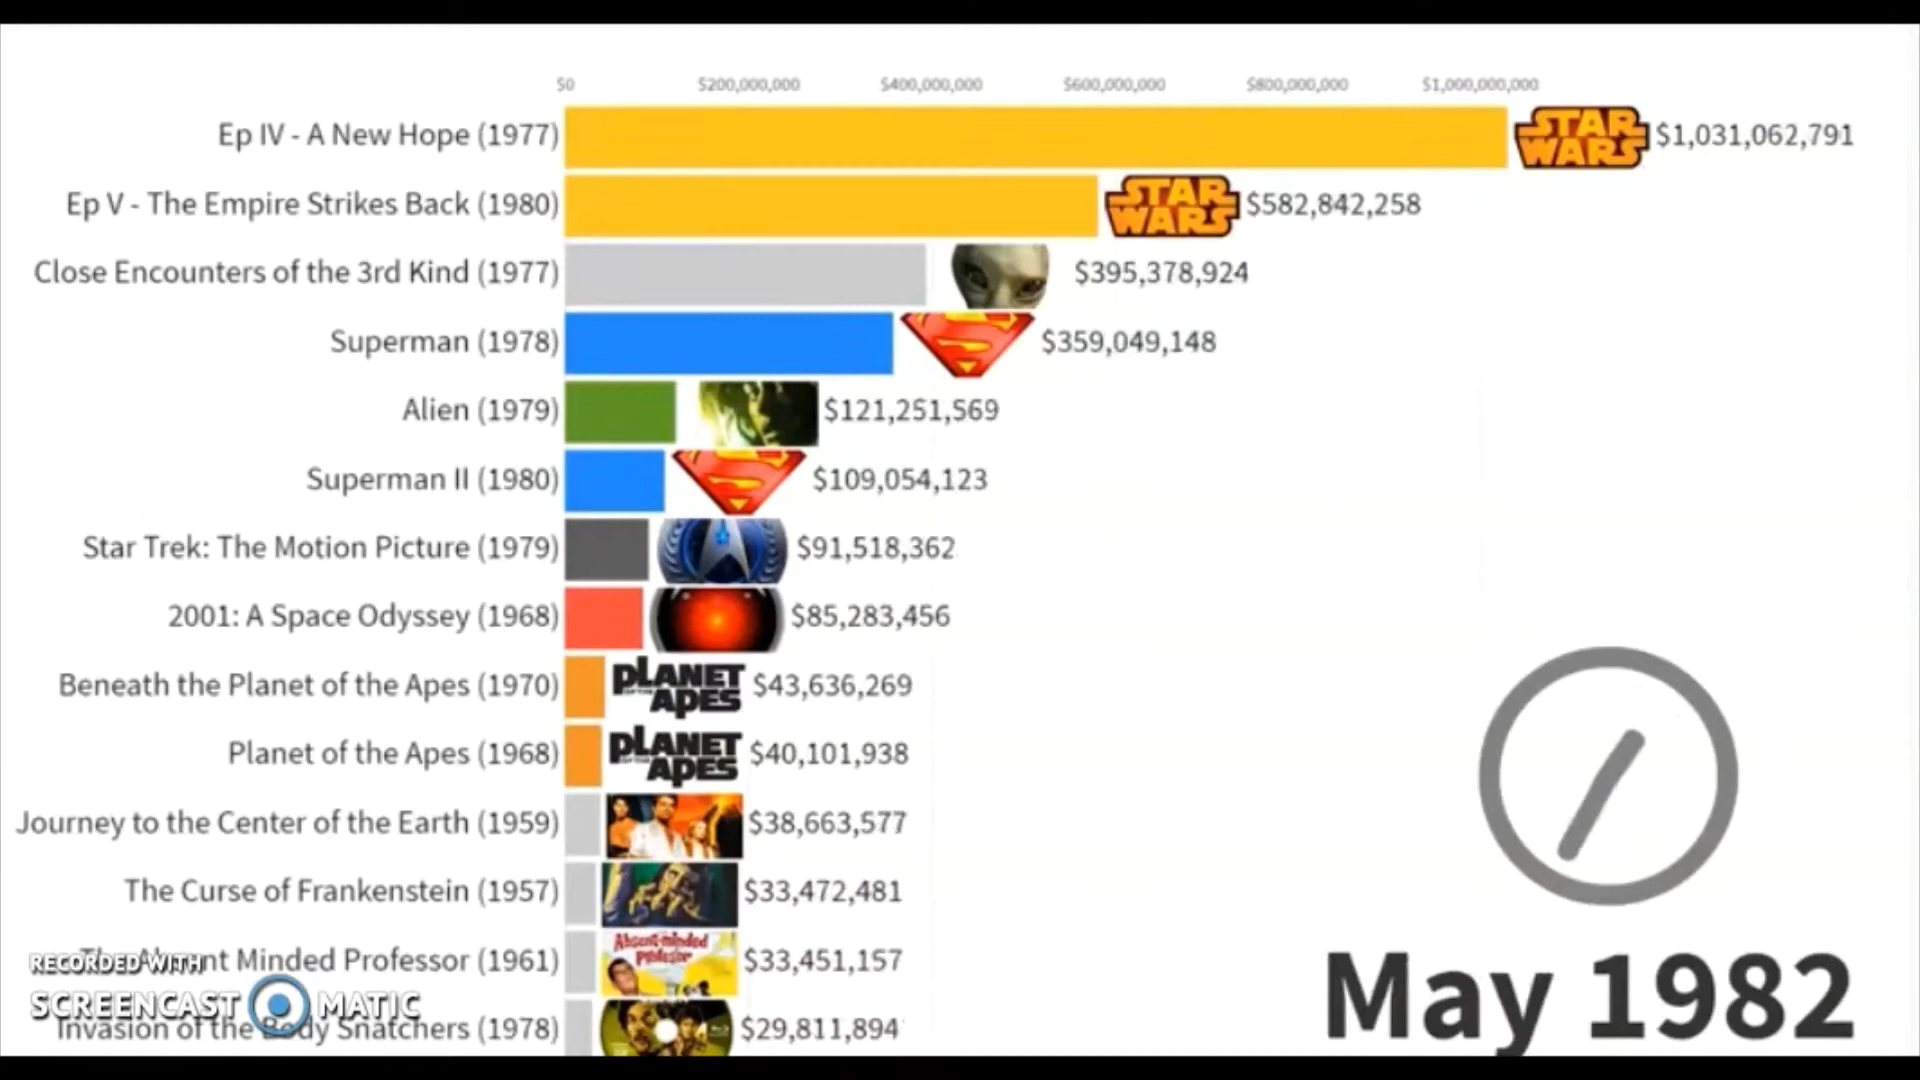 $0 $200,000,000 $400,000,000 $600,000,000 $800,000,000 $1,000,000,000
Ep IV - A New Hope (1977) STAR WARS $1,031,062,791
Ep V - The Empire Strikes Back (1980) STAR WARS $582,842,258
Close Encounters of the 3rd Kind (1977) $395,378,924
Superman (1978) $359,049,148
Alien (1979) $121,251,569
Superman II (1980) $109,054,123
Star Trek: The Motion Picture (1979) $91,518,362
2001: A Space Odyssey (1968) $85,283,456
Beneath the Planet of the Apes (1970) PLANET APES $43,636,269
Planet of the Apes (1968) PLANET APES $40,101,938
Journey to the Center of the Earth (1959) $38,663,577
The Curse of Frankenstein (1957) $33,472,481
Minded Professor (1961) Absent-minded Professor $33,451,157
Invasion of the Body Snatchers (1978) $29,811,894
RECORDED WITH
SCREENCAST MATIC
May 1982